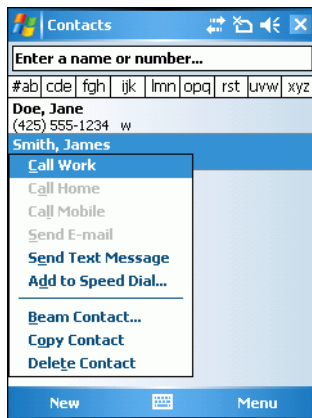 Contacts
Enter a name or number...
#ab cde fgh ijk lmn opq rst uvw xyz
Doe, Jane
(425) 555-1234 w
Smith, James
Call Work
Call Home
Call Mobile
Send E-mail
Send Text Message
Add to Speed Dial...
Beam Contact...
Copy Contact
Delete Contact
New Menu